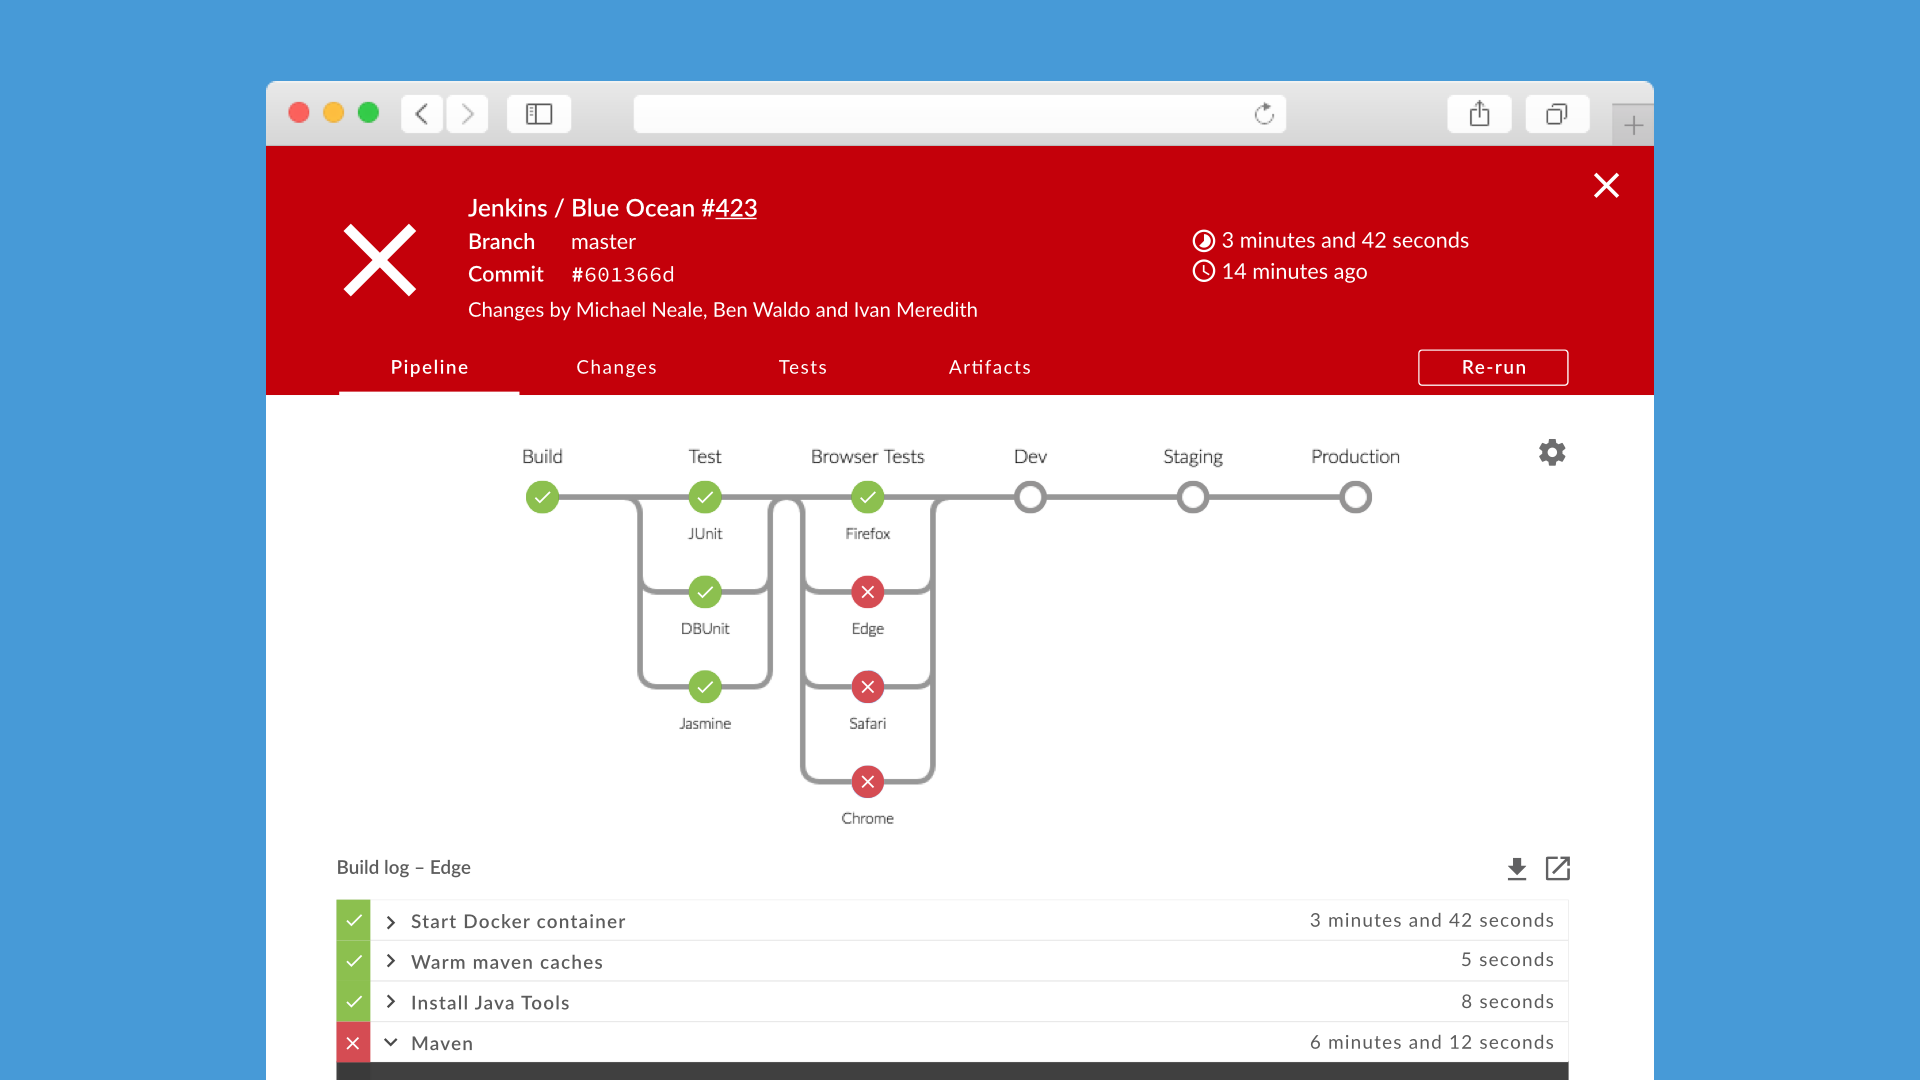 Jenkins / Blue Ocean #423
Branch master
Commit #601366d
Changes by Michael Neale, Ben Waldo and Ivan Meredith
3 minutes and 42 seconds
14 minutes ago
Pipeline Changes Tests Artifacts Re-run
Build Test Browser Tests Dev Staging Production
JUnit Firefox
DBUnit Edge
Jasmine Safari
Chrome
Build log – Edge
Start Docker container 3 minutes and 42 seconds
Warm maven caches 5 seconds
Install Java Tools 8 seconds
Maven 6 minutes and 12 seconds